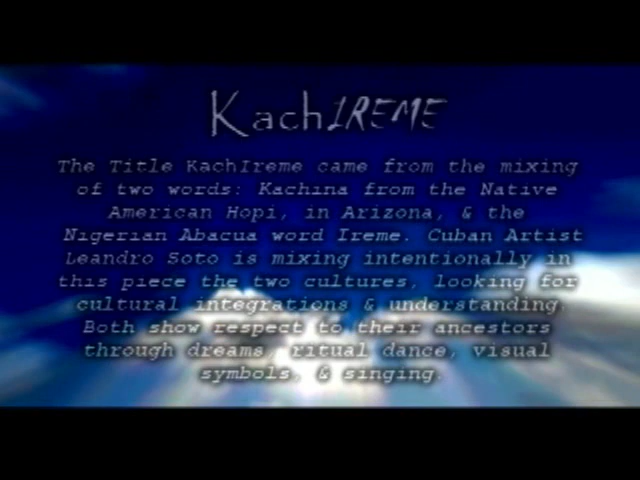 KachIREME
The Title KachIreme came from the mixing
of two words: Kachina from the Native
American Hopi, in Arizona, & the
Nigerian Abacua word Ireme. Cuban Artist
Leandro Soto is mixing intentionally in
this piece the two cultures, looking for
cultural integrations & understanding.
Both show respect to their ancestors
through dreams, ritual dance, visual
symbols, & singing.